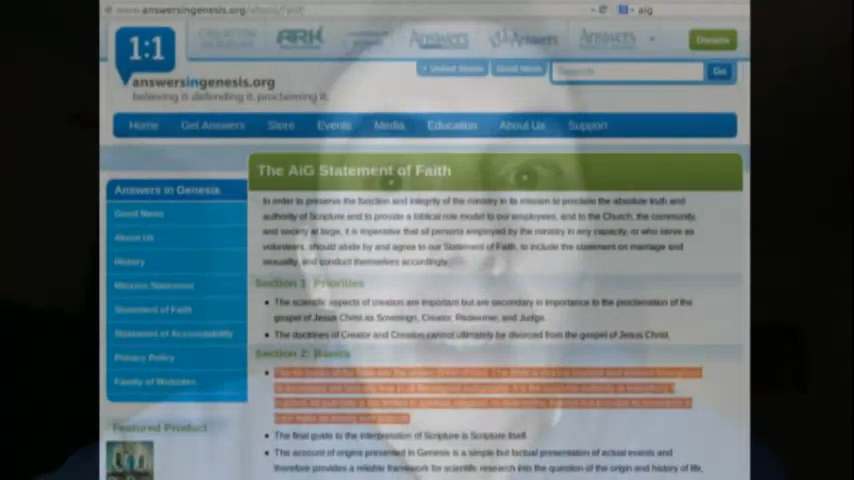 www.answersingenesis.org/about/faith
aig
1:1
ARK
Answers
Answers
Answers
Donate
answersingenesis.org
believing it. defending it. proclaiming it.
United States
Good News
Search
Go
Home Get Answers Store Events Media Education About Us Support
The AiG Statement of Faith
Answers in Genesis
Good News
About Us
History
Mission Statement
Statement of Faith
Statement of Accountability
Privacy Policy
Family of Websites
Featured Product
In order to preserve the function and integrity of the ministry in its mission to proclaim the absolute truth and
authority of Scripture and to provide a biblical role model to our employees, and to the Church, the community,
and society at large, it is imperative that all persons employed by the ministry in any capacity, or who serve as
volunteers, should abide by and agree to our Statement of Faith, to include the statement on marriage and
sexuality, and conduct themselves accordingly.
Section 1: Priorities
The scientific aspects of creation are important but are secondary in importance to the proclamation of the
gospel of Jesus Christ as Sovereign, Creator, Redeemer, and Judge.
The doctrines of Creator and Creation cannot ultimately be divorced from the gospel of Jesus Christ.
Section 2: Basics
The final guide to the interpretation of Scripture is Scripture itself.
The account of origins presented in Genesis is a simple but factual presentation of actual events and
therefore provides a reliable framework for scientific research into the question of the origin and history of life,